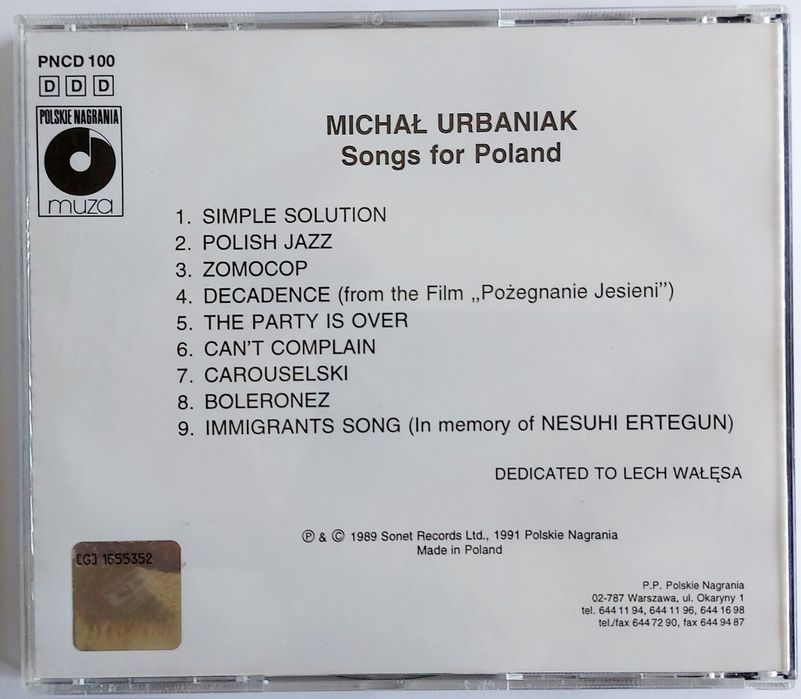 PNCD 100
D D D
POLSKIE NAGRANIA
muza
MICHAŁ URBANIAK
Songs for Poland
1. SIMPLE SOLUTION
2. POLISH JAZZ
3. ZOMOCOP
4. DECADENCE (from the Film „Pożegnanie Jesieni”)
5. THE PARTY IS OVER
6. CAN'T COMPLAIN
7. CAROUSELSKI
8. BOLERONEZ
9. IMMIGRANTS SONG (In memory of NESUHI ERTEGUN)
DEDICATED TO LECH WAŁĘSA
Ⓟ & © 1989 Sonet Records Ltd., 1991 Polskie Nagrania
Made in Poland
[G] 1655352
P.P. Polskie Nagrania
02-787 Warszawa, ul. Okaryny 1
tel. 644 11 94, 644 11 96, 644 16 98
tel./fax 644 72 90, fax 644 94 87